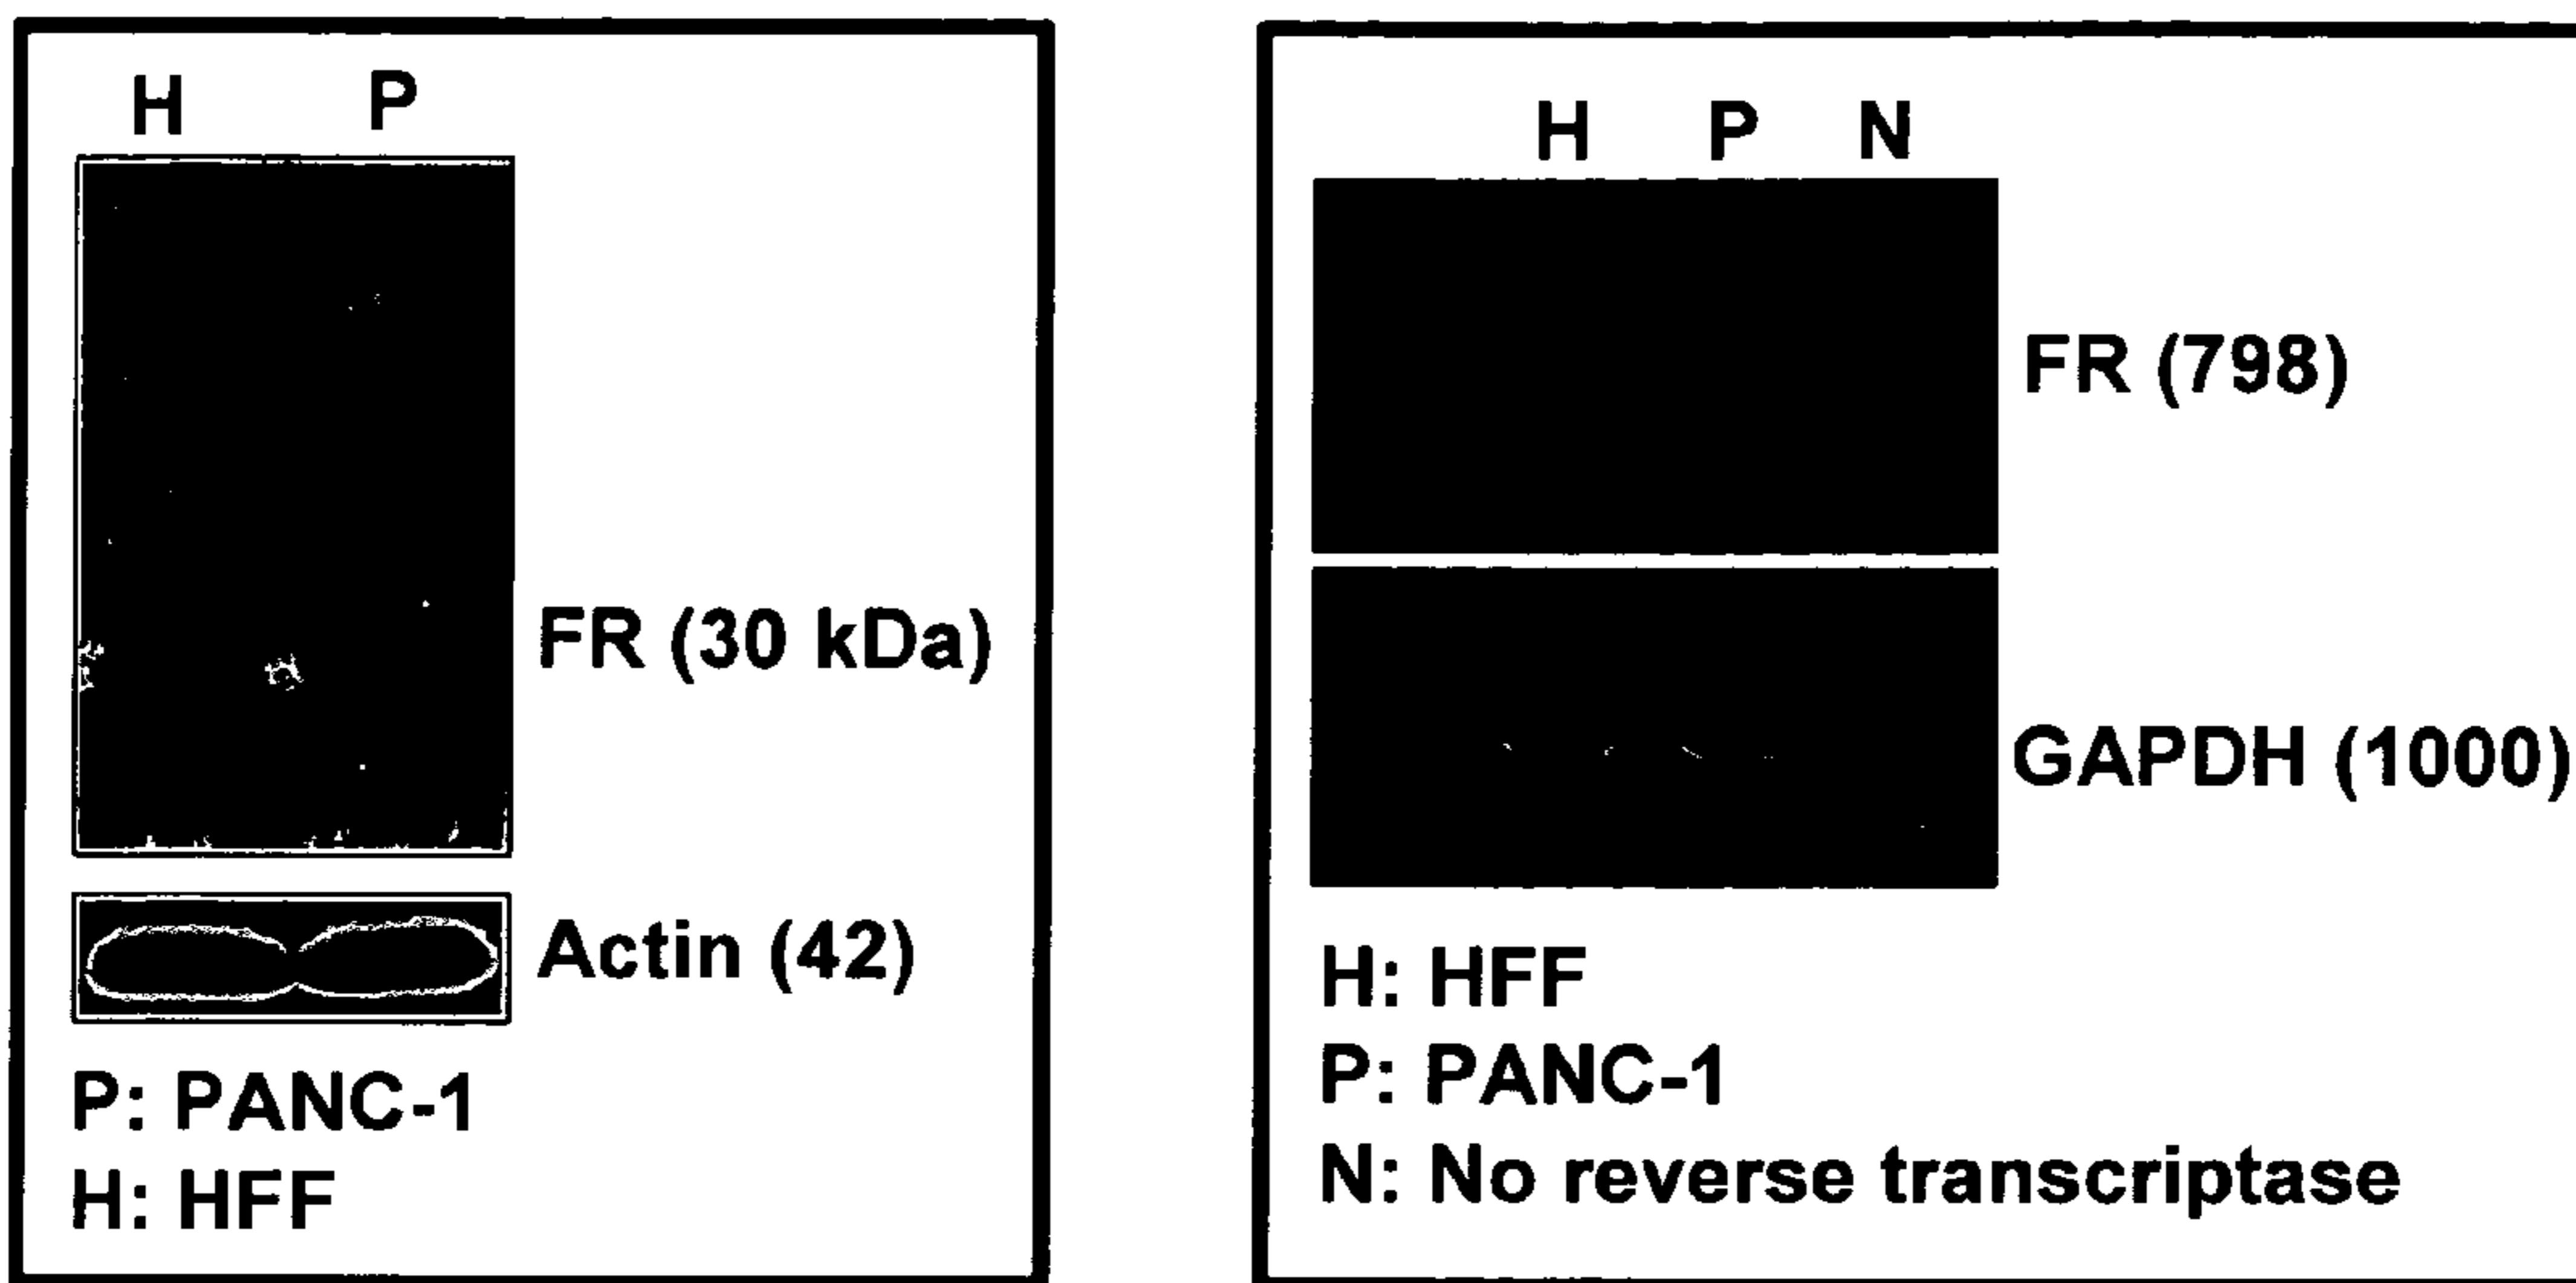 H P
FR (30 kDa)
Actin (42)
P: PANC-1
H: HFF
H P N
FR (798)
GAPDH (1000)
H: HFF
P: PANC-1
N: No reverse transcriptase